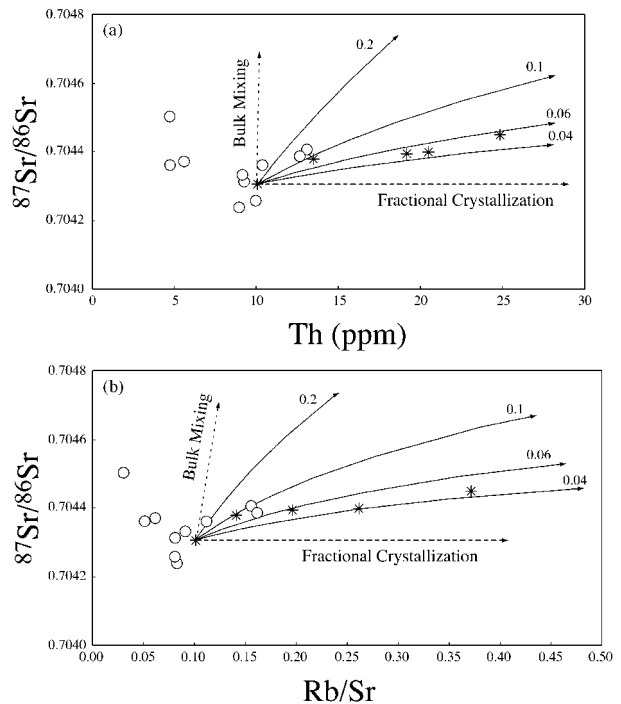 0.7048
(a)
0.2
0.1
0.7046
0.06
0.04
Bulk Mixing
0.7044
87Sr/86Sr
Fractional Crystallization
0.7042
0.7040
0 5 10 15 20 25 30
Th (ppm)
0.7048
(b)
0.2
0.1
0.7046
0.06
0.04
Bulk Mixing
0.7044
87Sr/86Sr
Fractional Crystallization
0.7042
0.7040
0.00 0.05 0.10 0.15 0.20 0.25 0.30 0.35 0.40 0.45 0.50
Rb/Sr